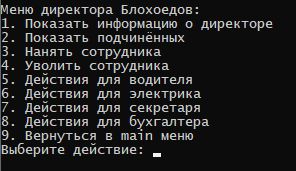 Меню директора Блохоедов:
1. Показать информацию о директоре
2. Показать подчинённых
3. Нанять сотрудника
4. Уволить сотрудника
5. Действия для водителя
6. Действия для электрика
7. Действия для секретаря
8. Действия для бухгалтера
9. Вернуться в main меню
Выберите действие: